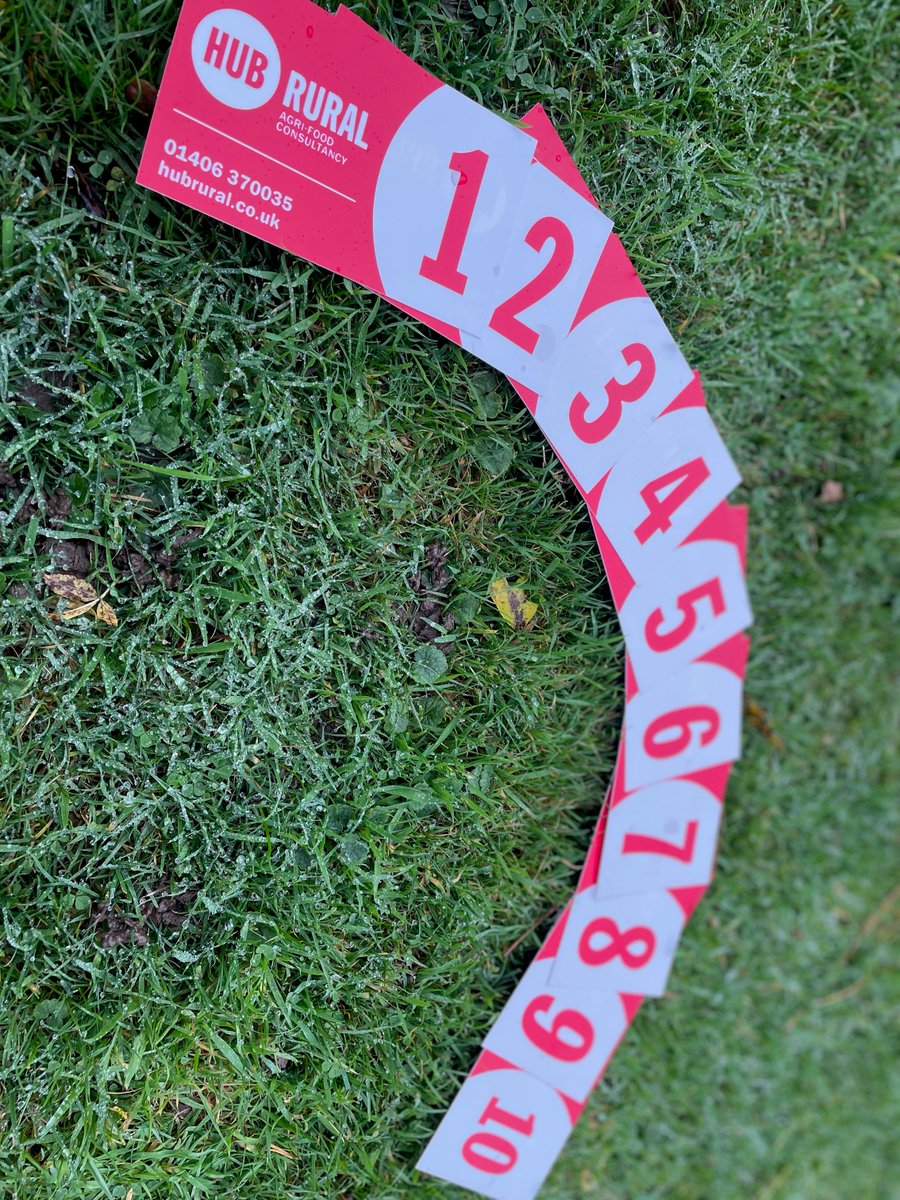 HUB
RURAL
AGRI-FOOD
CONSULTANCY
01406 370035
hubrural.co.uk
1
2
3
4
5
6
7
8
9
10